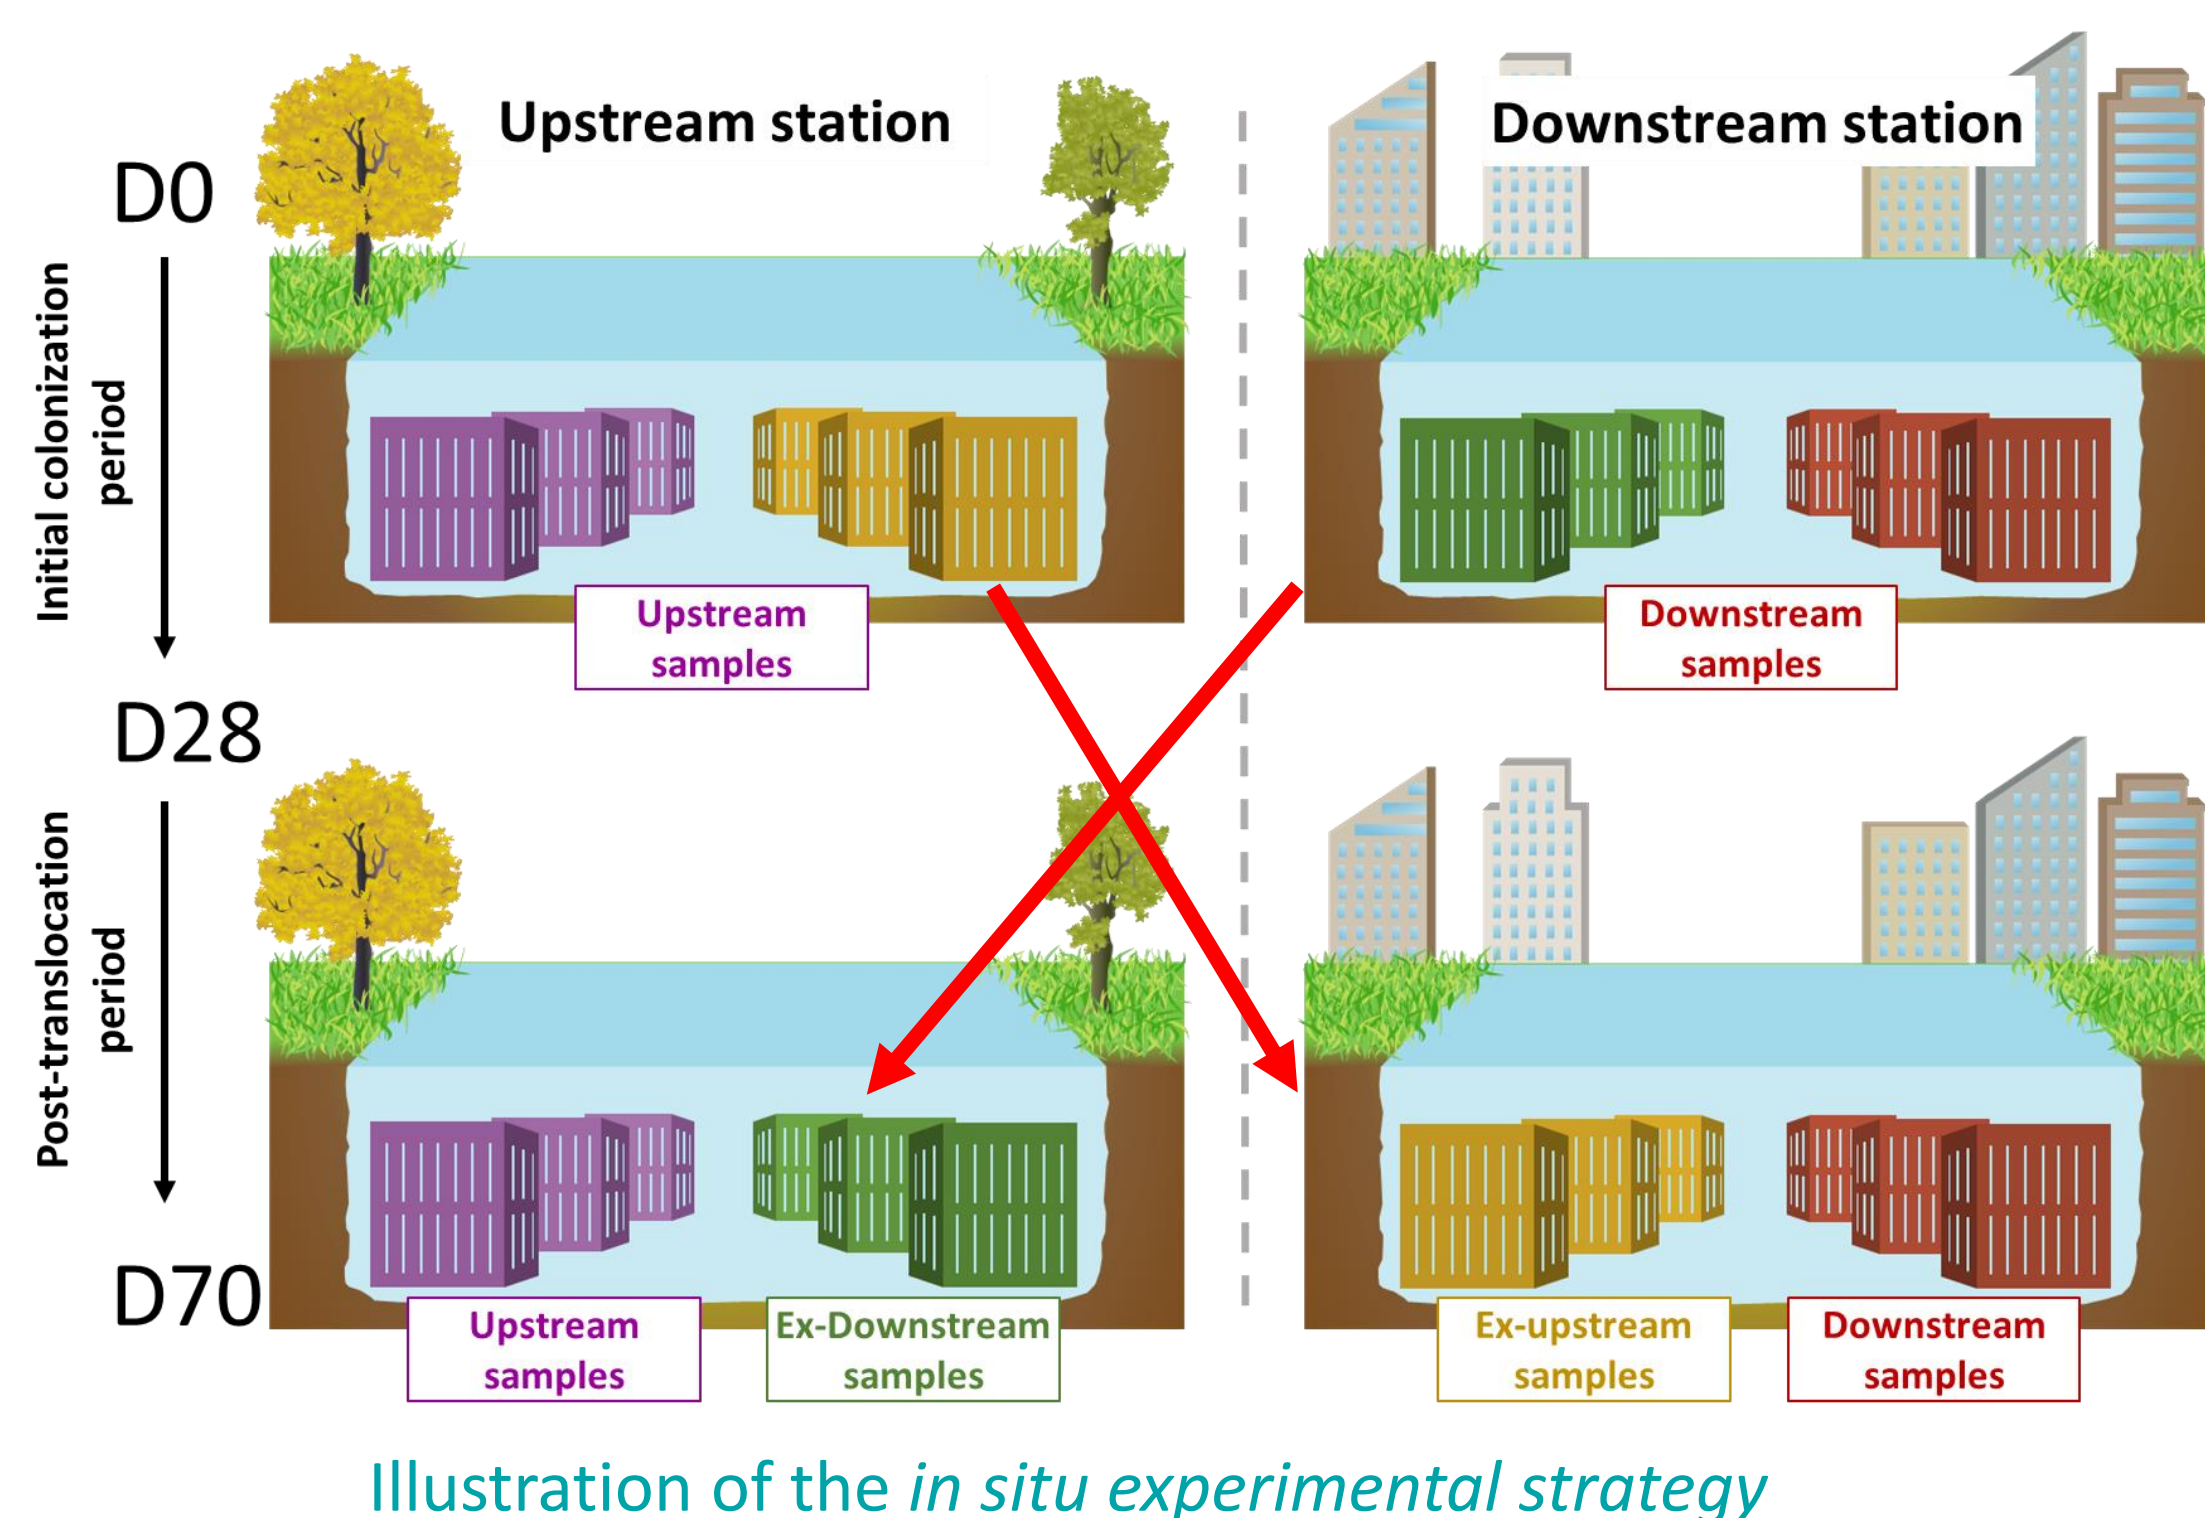 Upstream station
Downstream station
D0
Initial colonization
period
Upstream
samples
Downstream
samples
D28
Post-translocation
period
D70
Upstream
samples
Ex-Downstream
samples
Ex-upstream
samples
Downstream
samples
Illustration of the in situ experimental strategy